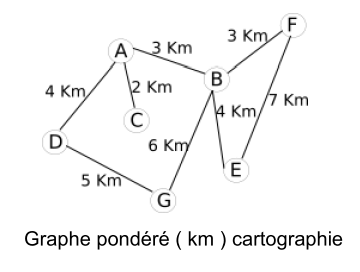 F
3 Km
3 Km
A
B
7 Km
4 Km
2 Km
4 Km
C
D
6 Km
E
5 Km
G
Graphe pondéré ( km ) cartographie